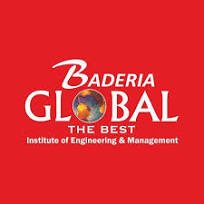 BADERIA
GLOBAL
THE BEST
Institute of Engineering & Management